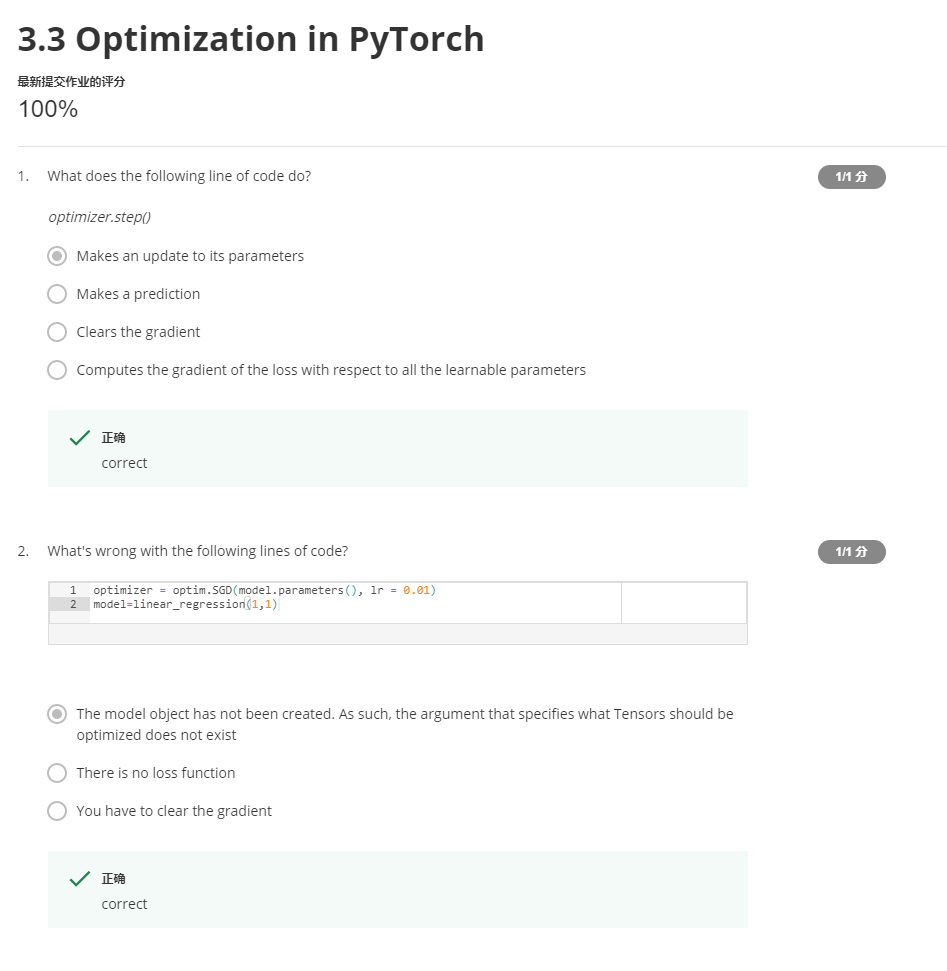 3.3 Optimization in PyTorch
最新提交作业的评分
100%
1. What does the following line of code do?
1/1 分
optimizer.step()
Makes an update to its parameters
Makes a prediction
Clears the gradient
Computes the gradient of the loss with respect to all the learnable parameters
正确
correct
2. What's wrong with the following lines of code?
1/1 分
1 optimizer = optim.SGD(model.parameters(), lr = 0.01)
2 model=linear_regression(1,1)
The model object has not been created. As such, the argument that specifies what Tensors should be
optimized does not exist
There is no loss function
You have to clear the gradient
正确
correct